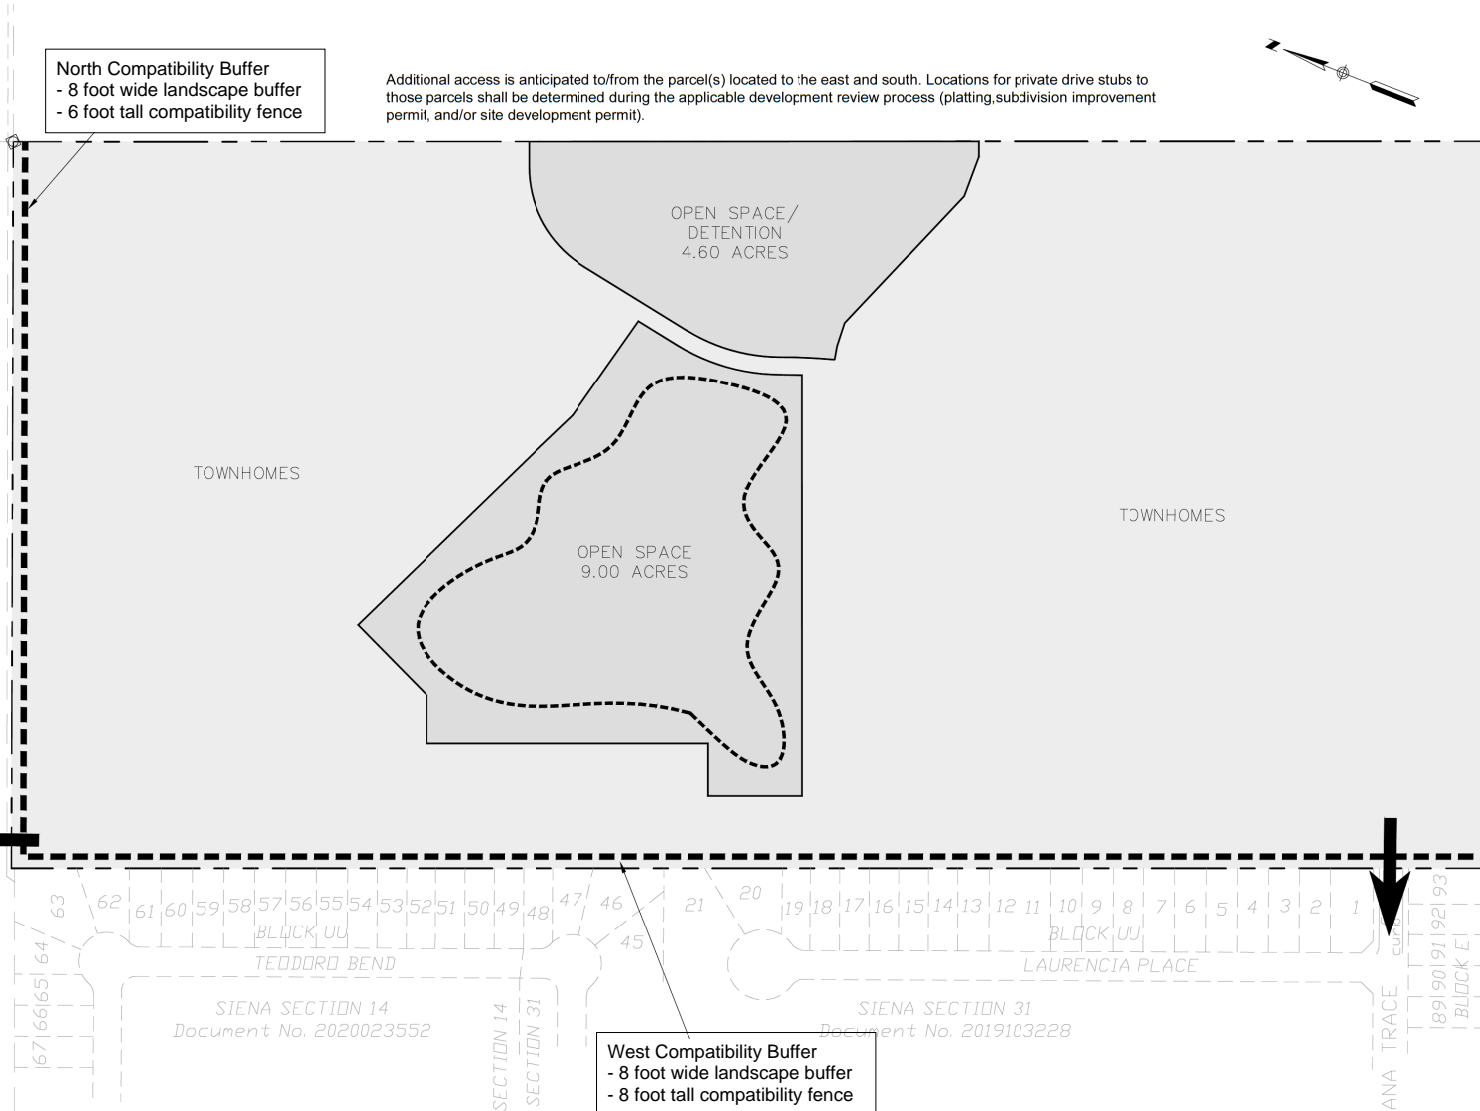 North Compatibility Buffer
- 8 foot wide landscape buffer
- 6 foot tall compatibility fence
Additional access is anticipated to/from the parcel(s) located to the east and south. Locations for private drive stubs to
those parcels shall be determined during the applicable development review process (platting,subdivision improvement
permil, and/or site development permit).
N
OPEN SPACE/
DETENTION
4.60 ACRES
TOWNHOMES
TOWNHOMES
OPEN SPACE
9.00 ACRES
63
62
61
60
59
58
57
56
55
54
53
52
51
50
49
48
47
46
45
21
20
19
18
17
16
15
14
13
12
11
10
9
8
7
6
5
4
3
2
1
93
92
91
90
89
64
65
66
67
BLOCK UU
BLOCK UU
BLOCK E
TEODORO BEND
LAURENCIA PLACE
SIENA SECTION 14
Document No. 2020023552
SECTION 14
SECTION 31
SIENA SECTION 31
Document No. 2019103228
ANA TRACE
West Compatibility Buffer
- 8 foot wide landscape buffer
- 8 foot tall compatibility fence